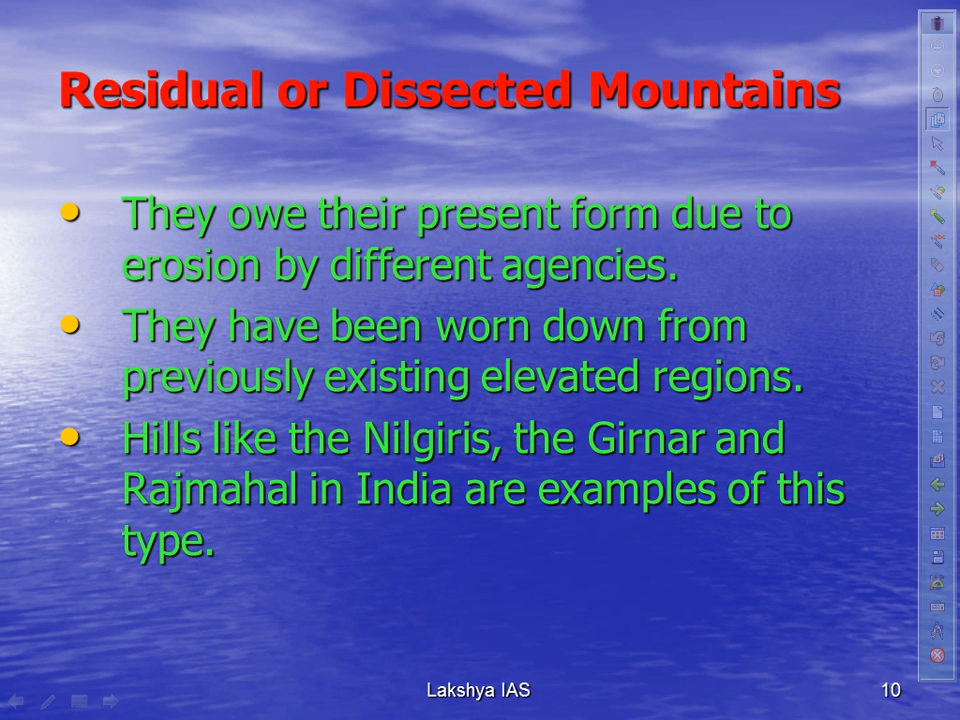 Residual or Dissected Mountains
• They owe their present form due to
erosion by different agencies.
• They have been worn down from
previously existing elevated regions.
• Hills like the Nilgiris, the Girnar and
Rajmahal in India are examples of this
type.
Lakshya IAS
10